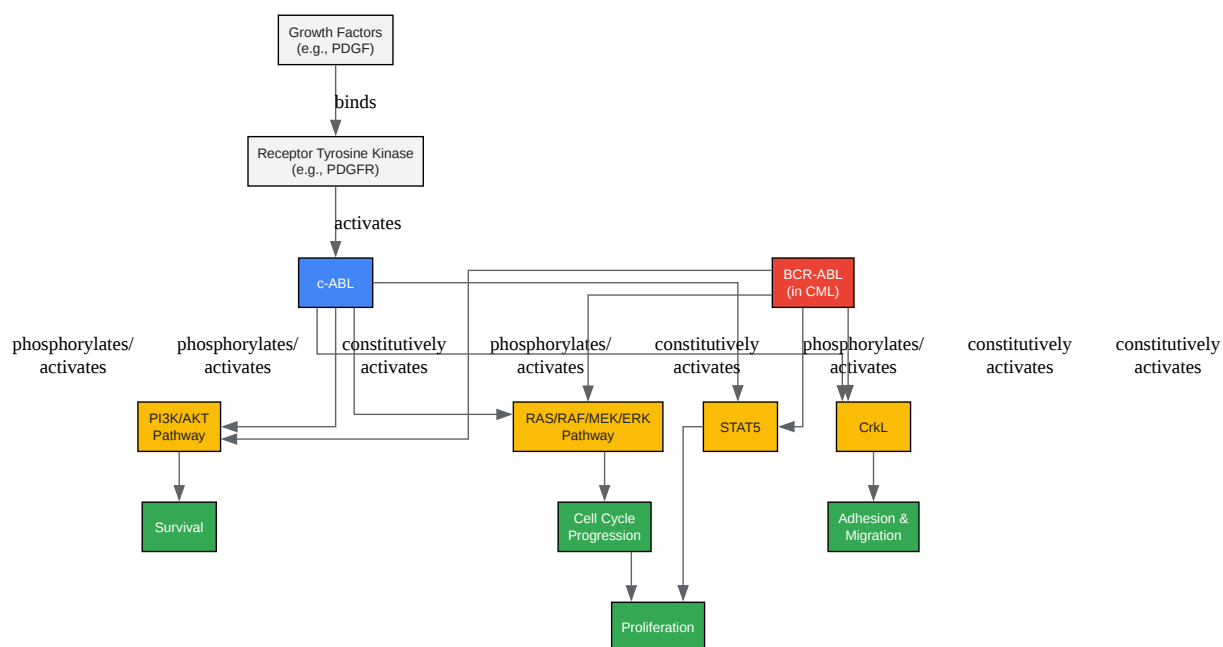 Growth Factors
(e.g., PDGF)
binds
Receptor Tyrosine Kinase
(e.g., PDGFR)
activates
c-ABL
BCR-ABL
(in CML)
phosphorylates/
activates
phosphorylates/
activates
constitutively
activates
phosphorylates/
activates
constitutively
activates
phosphorylates/
activates
constitutively
activates
constitutively
activates
PI3K/AKT
Pathway
RAS/RAF/MEK/ERK
Pathway
STAT5
CrkL
Survival
Cell Cycle
Progression
Adhesion &
Migration
Proliferation